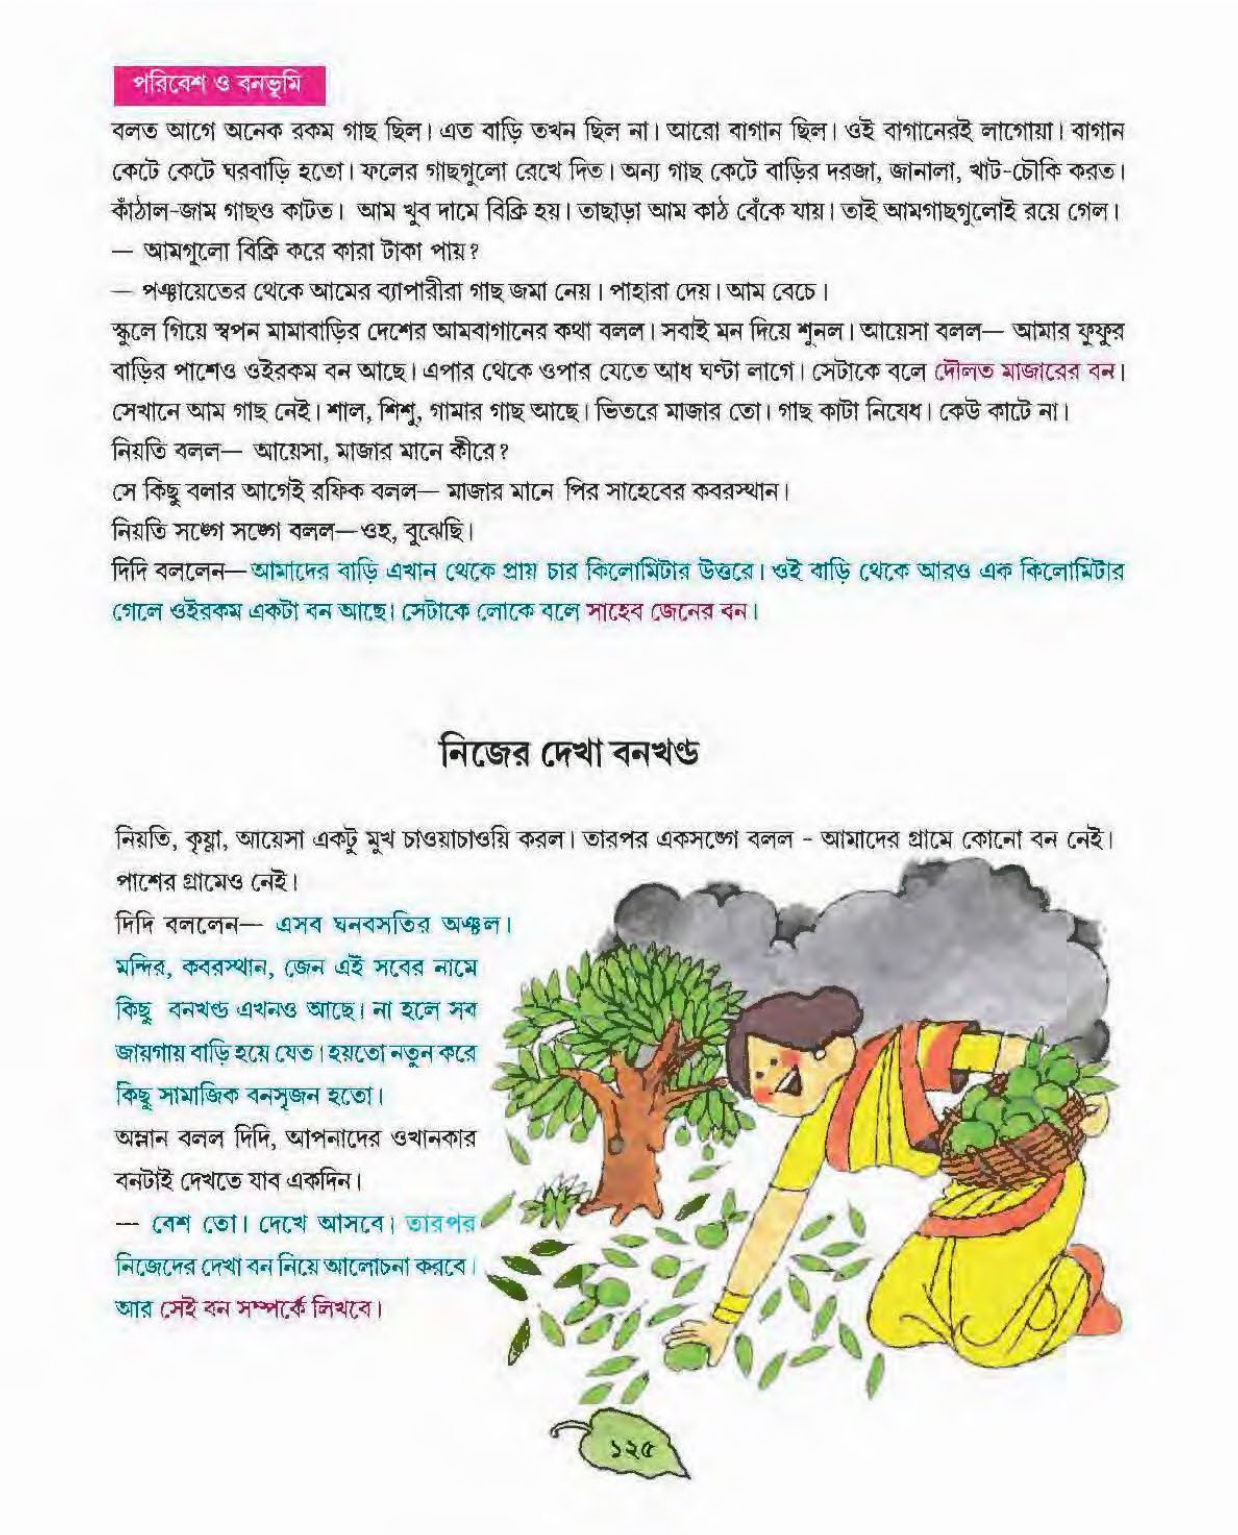 পরিবেশ ও বনভূমি
বলত আগে অনেক রকম গাছ ছিল। এত বাড়ি তখন ছিল না। আরো বাগান ছিল। ওই বাগানেরই লাগোয়া। বাগান
কেটে কেটে ঘরবাড়ি হতো। ফলের গাছগুলো রেখে দিত। অন্য গাছ কেটে বাড়ির দরজা, জানালা, খাট-চৌকি করত।
কাঁঠাল-জাম গাছও কাটত। আম খুব দামে বিক্রি হয়। তাছাড়া আম কাঠ বেঁকে যায়। তাই আমগাছগুলোই রয়ে গেল।
— আমগুলো বিক্রি করে কারা টাকা পায়?
— পঞ্চায়েতের থেকে আমের ব্যাপারীরা গাছ জমা নেয়। পাহারা দেয়। আম বেচে।
স্কুলে গিয়ে স্বপন মামাবাড়ির দেশের আমবাগানের কথা বলল। সবাই মন দিয়ে শুনল। আয়েসা বলল— আমার ফুফুর
বাড়ির পাশেও ওইরকম বন আছে। এপার থেকে ওপার যেতে আধ ঘণ্টা লাগে। সেটাকে বলে দৌলত মাজারের বন।
সেখানে আম গাছ নেই। শাল, শিশু, গামার গাছ আছে। ভিতরে মাজার তো। গাছ কাটা নিষেধ। কেউ কাটে না।
নিয়তি বলল— আয়েসা, মাজার মানে কীরে?
সে কিছু বলার আগেই রফিক বলল— মাজার মানে পির সাহেবের কবরস্থান।
নিয়তি সঙ্গে সঙ্গে বলল—ওহ, বুঝেছি।
দিদি বললেন—আমাদের বাড়ি এখান থেকে প্রায় চার কিলোমিটার উত্তরে। ওই বাড়ি থেকে আরও এক কিলোমিটার
গেলে ওইরকম একটা বন আছে। সেটাকে লোকে বলে সাহেব জেনের বন।
নিজের দেখা বনখণ্ড
নিয়তি, কৃষ্ণা, আয়েসা একটু মুখ চাওয়াচাওয়ি করল। তারপর একসঙ্গে বলল - আমাদের গ্রামে কোনো বন নেই।
পাশের গ্রামেও নেই।
দিদি বললেন— এসব ঘনবসতির অঞ্চল।
মন্দির, কবরস্থান, জেন এই সবের নামে
কিছু বনখণ্ড এখনও আছে। না হলে সব
জায়গায় বাড়ি হয়ে যেত। হয়তো নতুন করে
কিছু সামাজিক বনসৃজন হতো।
অম্লান বলল দিদি, আপনাদের ওখানকার
বনটাই দেখতে যাব একদিন।
— বেশ তো। দেখে আসবে। তারপর
নিজেদের দেখা বন নিয়ে আলোচনা করবে।
আর সেই বন সম্পর্কে লিখবে।
১২৫